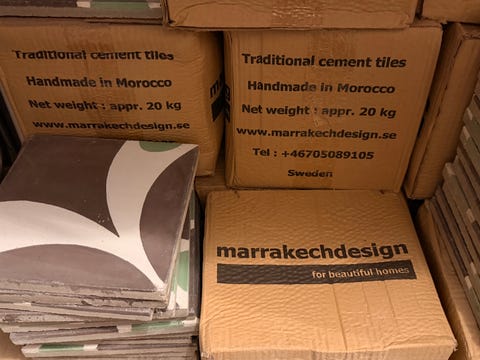 Traditional cement tiles
Handmade in Morocco
Net weight : appr. 20 kg
www.marrakechdesign.se
Traditional cement tiles
Handmade in Morocco
Net weight : appr. 20 kg
www.marrakechdesign.se
Tel : +46705089105
Sweden
marrakechdesign
for beautiful homes